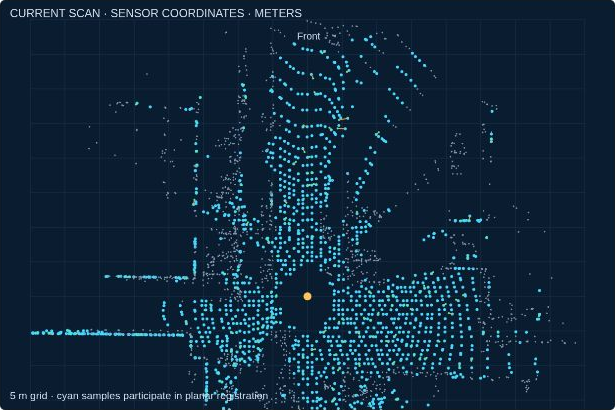 CURRENT SCAN · SENSOR COORDINATES · METERS
Front
5 m grid · cyan samples participate in planar registration